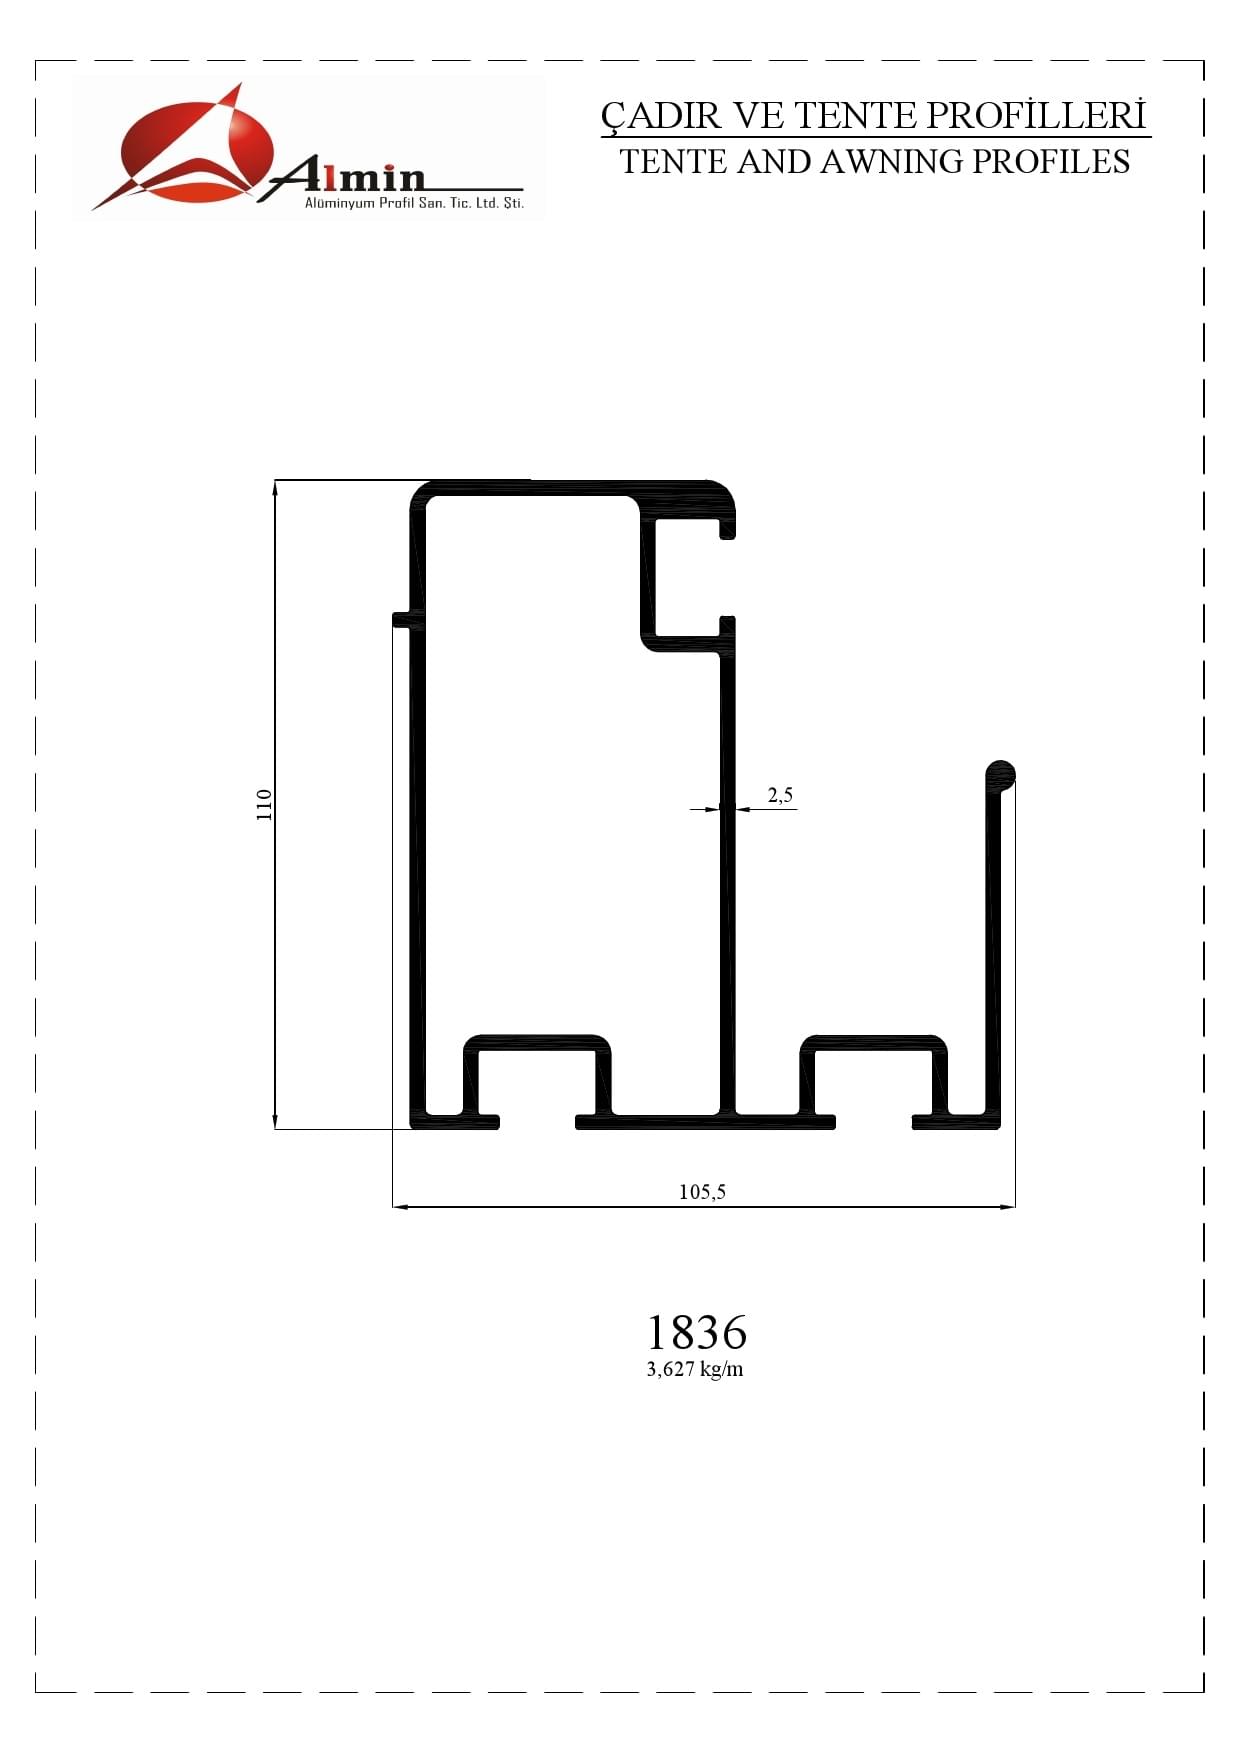 Almin
Alüminyum Profil San. Tic. Ltd. Şti.
ÇADIR VE TENTE PROFİLLERİ
TENTE AND AWNING PROFILES
110
2,5
105,5
1836
3,627 kg/m